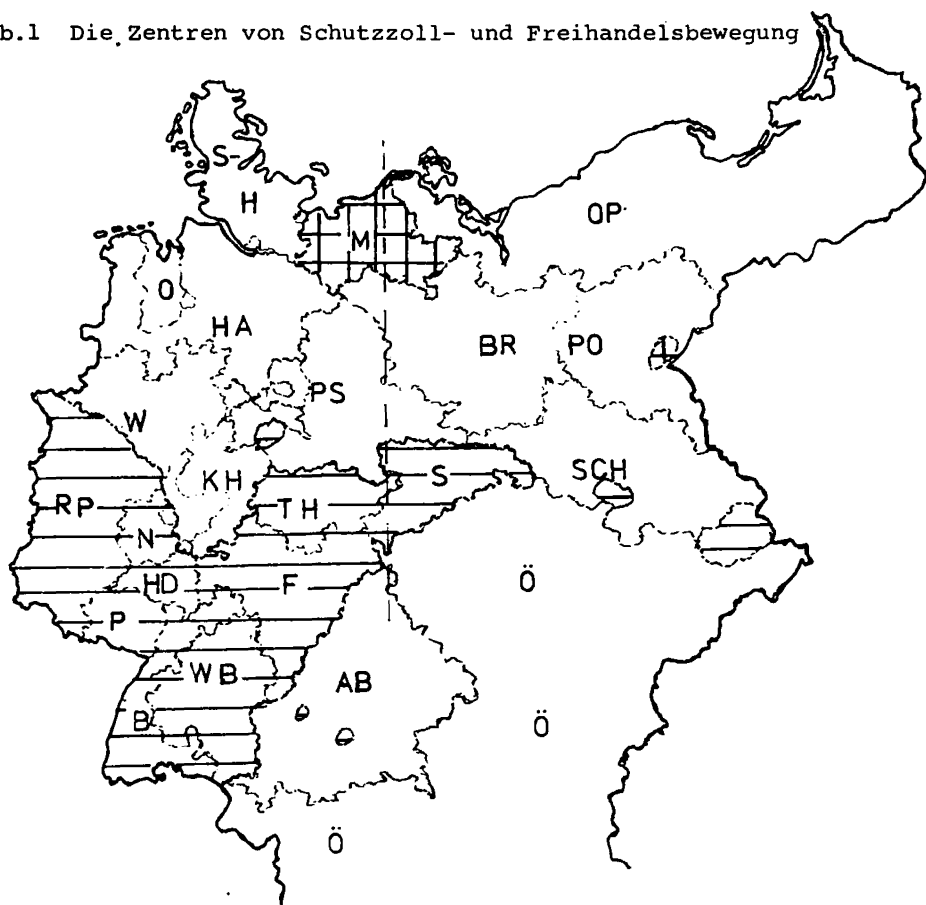 b.1 Die Zentren von Schutzzoll- und Freihandelsbewegung
S-
H
M
OP
O
HA
BR
PO
PS
W
KH
S
SCH
RP
TH
N
HD
F
Ö
P
WB
AB
B
Ö
Ö